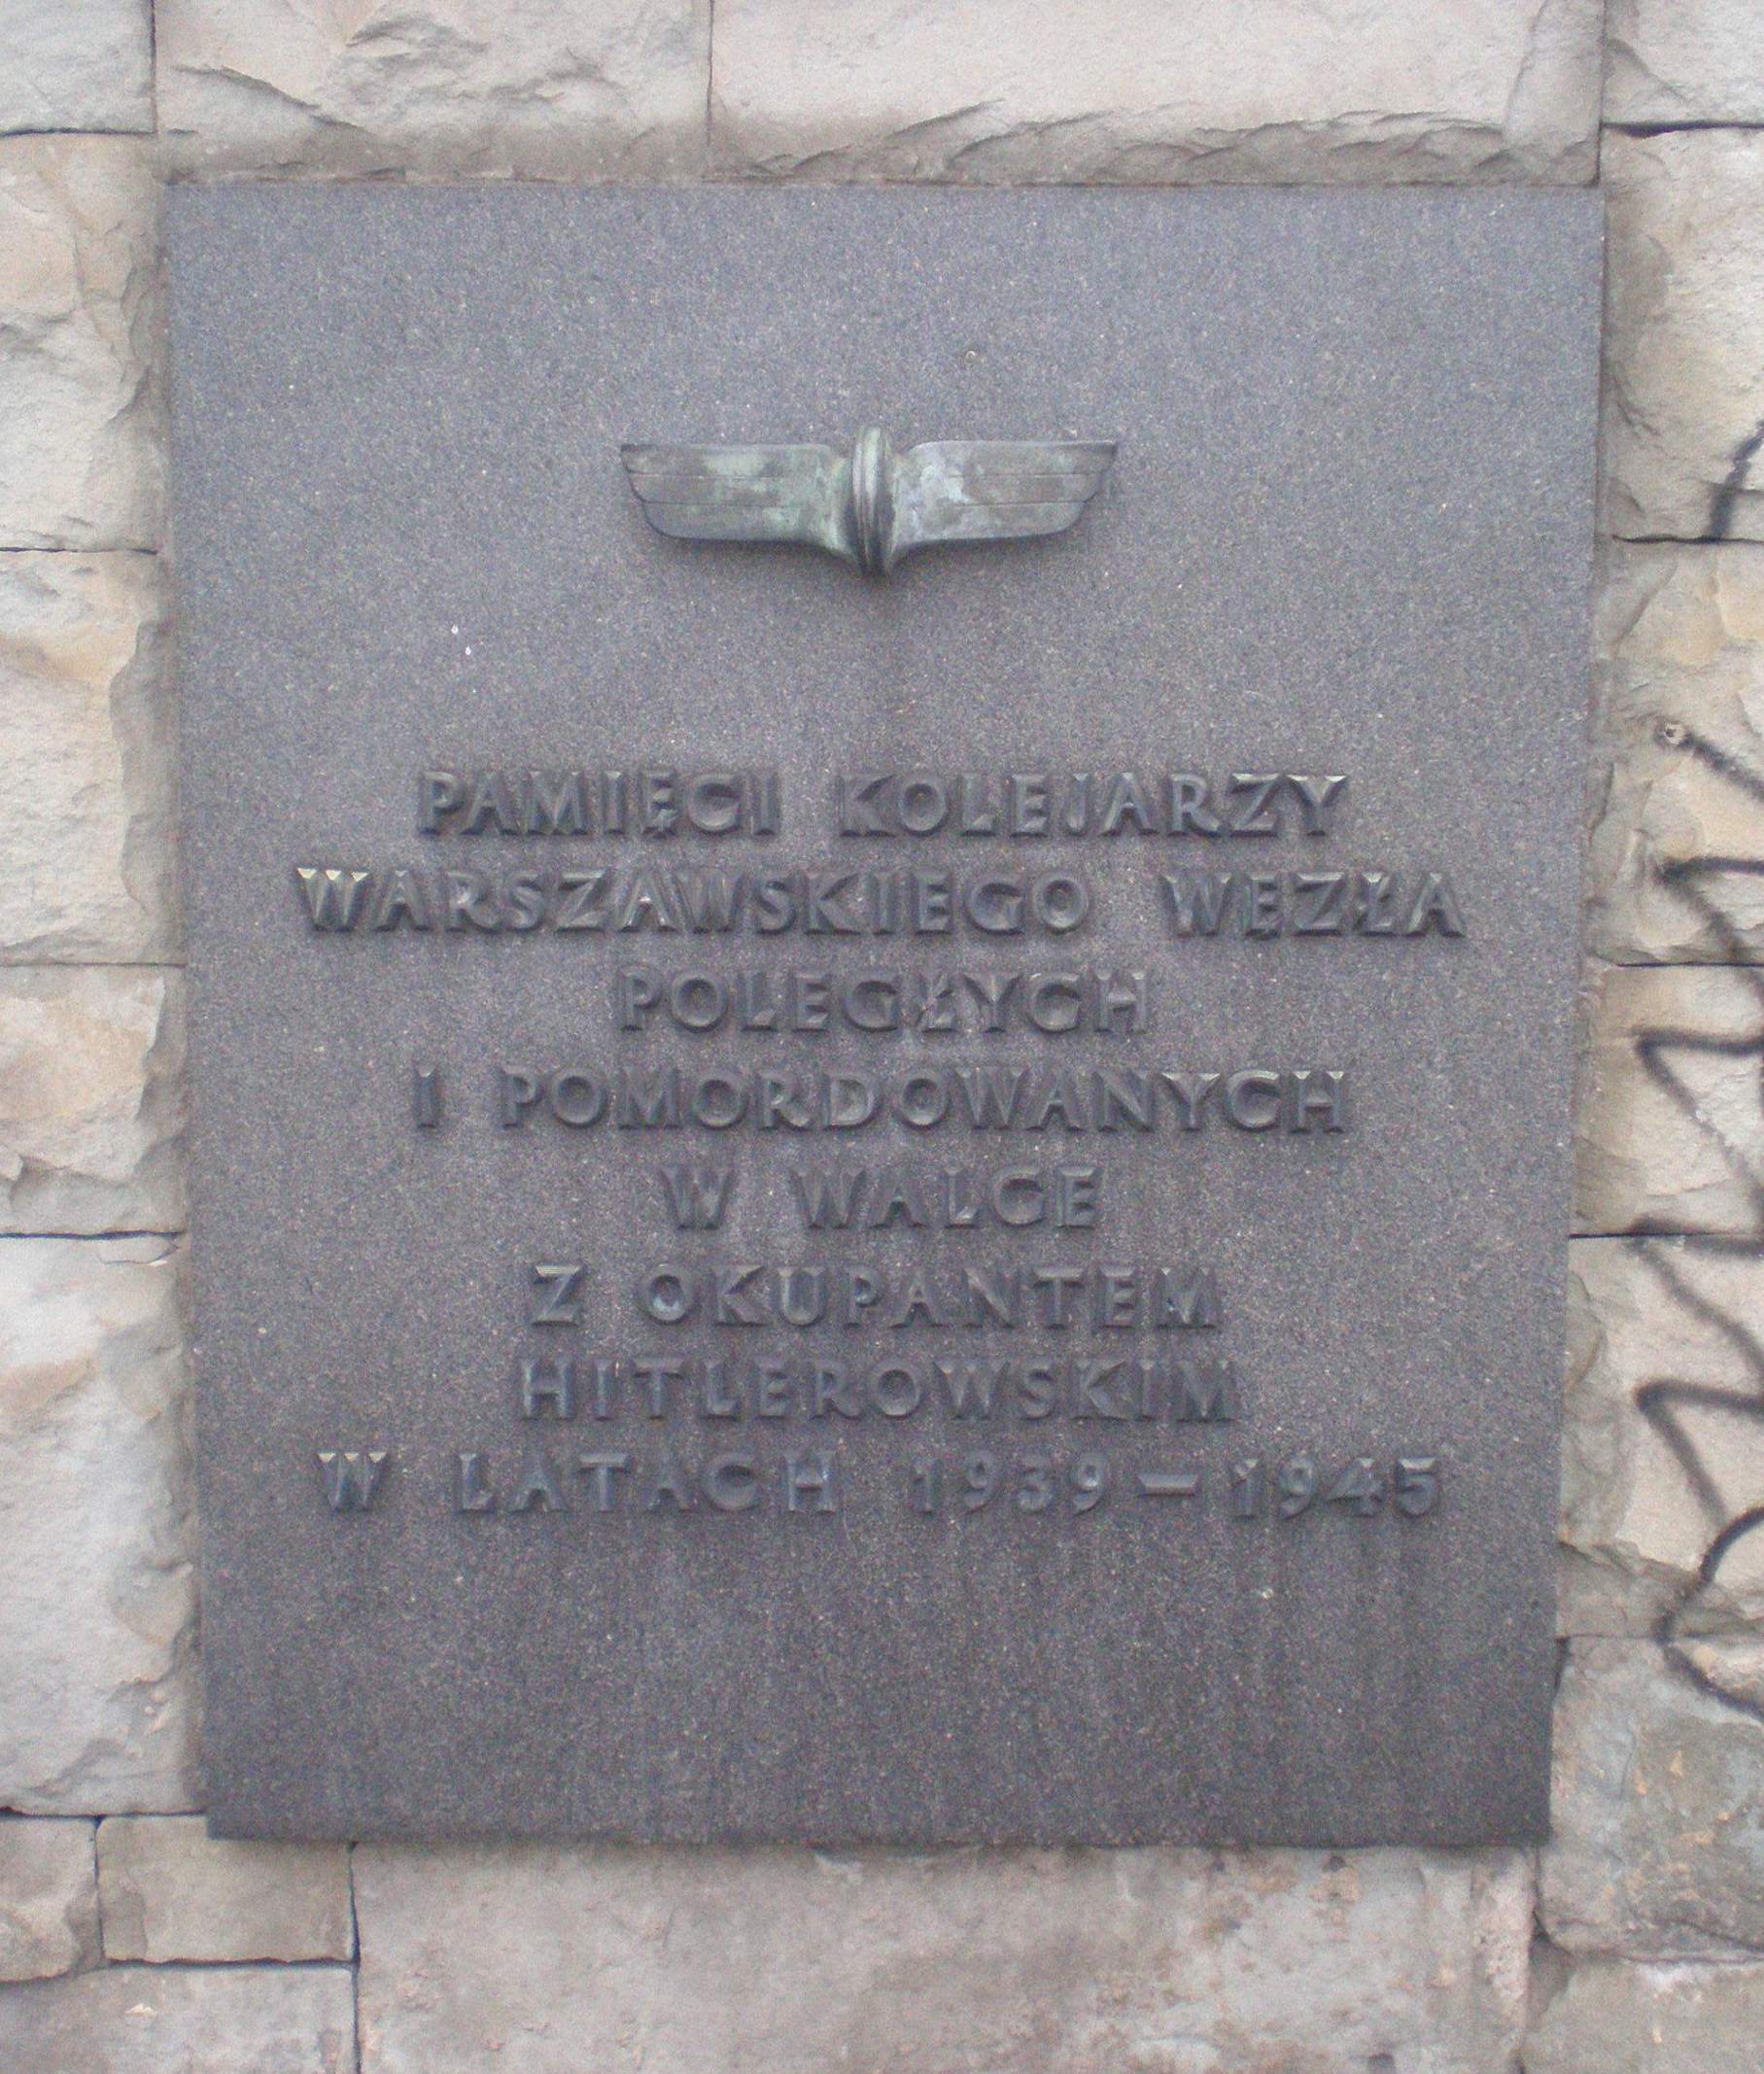 PAMIĘCI KOLEJARZY
WARSZAWSKIEGO WĘZŁA
POLEGŁYCH
I POMORDOWANYCH
W WALCE
Z OKUPANTEM
HITLEROWSKIM
W LATACH 1939—1945